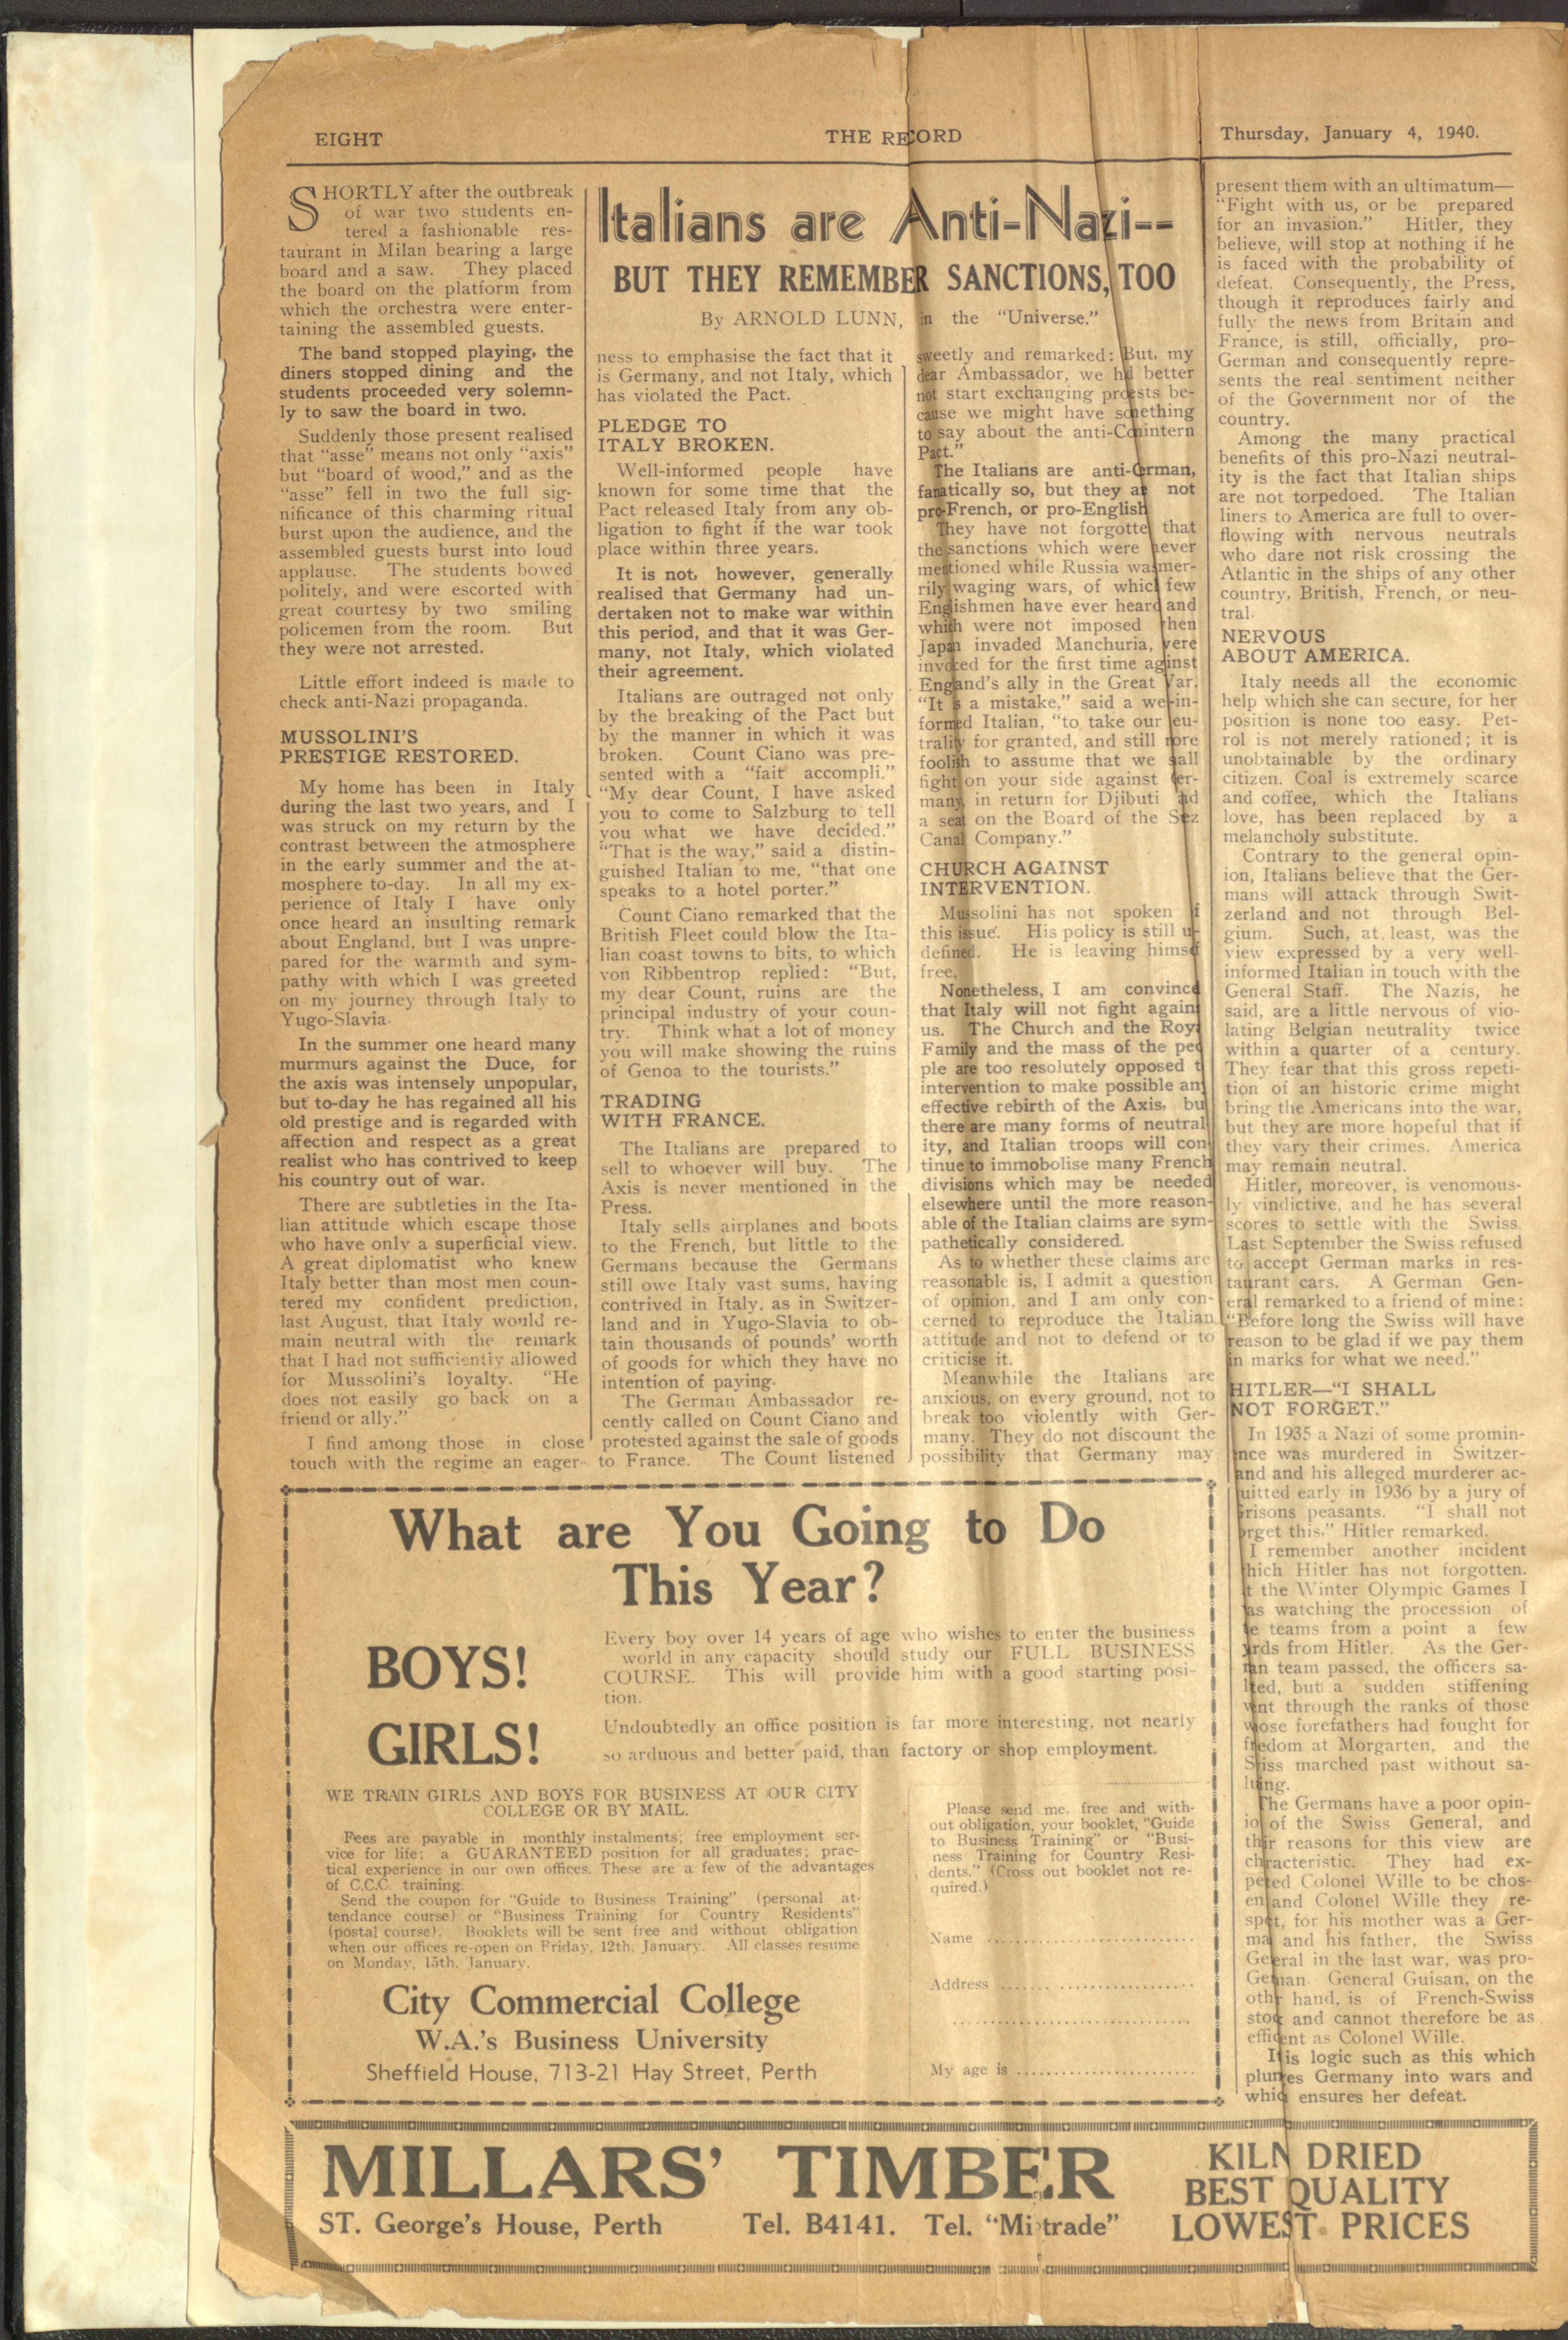 EIGHT
THE RECORD
Thursday, January 4, 1940.
Italians are Anti-Nazi--
BUT THEY REMEMBER SANCTIONS, TOO
By ARNOLD LUNN, in the "Universe."
SHORTLY after the outbreak
of war two students en-
tered a fashionable res-
taurant in Milan bearing a large
board and a saw. They placed
the board on the platform from
which the orchestra were enter-
taining the assembled guests.
The band stopped playing, the
diners stopped dining and the
students proceeded very solemn-
ly to saw the board in two.
Suddenly those present realised
that "asse" means not only "axis"
but "board of wood," and as the
"asse" fell in two the full sig-
nificance of this charming ritual
burst upon the audience, and the
assembled guests burst into loud
applause. The students bowed
politely, and were escorted with
great courtesy by two smiling
policemen from the room. But
they were not arrested.
Little effort indeed is made to
check anti-Nazi propaganda.
MUSSOLINI'S
PRESTIGE RESTORED.
My home has been in Italy
during the last two years, and I
was struck on my return by the
contrast between the atmosphere
in the early summer and the at-
mosphere to-day. In all my ex-
perience of Italy I have only
once heard an insulting remark
about England, but I was unpre-
pared for the warmth and sym-
pathy with which I was greeted
on my journey through Italy to
Yugo-Slavia.
In the summer one heard many
murmurs against the Duce, for
the axis was intensely unpopular,
but to-day he has regained all his
old prestige and is regarded with
affection and respect as a great
realist who has contrived to keep
his country out of war.
There are subtleties in the Ita-
lian attitude which escape those
who have only a superficial view.
A great diplomatist who knew
Italy better than most men coun-
tered my confident prediction,
last August, that Italy would re-
main neutral with the remark
that I had not sufficiently allowed
for Mussolini's loyalty. "He
does not easily go back on a
friend or ally."
I find among those in close
touch with the regime an eager-
ness to emphasise the fact that it
is Germany, and not Italy, which
has violated the Pact.
PLEDGE TO
ITALY BROKEN.
Well-informed people have
known for some time that the
Pact released Italy from any ob-
ligation to fight if the war took
place within three years.
It is not, however, generally
realised that Germany had un-
dertaken not to make war within
this period, and that it was Ger-
many, not Italy, which violated
their agreement.
Italians are outraged not only
by the breaking of the Pact but
by the manner in which it was
broken. Count Ciano was pre-
sented with a "fait accompli."
"My dear Count, I have asked
you to come to Salzburg to tell
you what we have decided."
"That is the way," said a distin-
guished Italian to me, "that one
speaks to a hotel porter."
Count Ciano remarked that the
British Fleet could blow the Ita-
lian coast towns to bits, to which
von Ribbentrop replied: "But,
my dear Count, ruins are the
principal industry of your coun-
try. Think what a lot of money
you will make showing the ruins
of Genoa to the tourists."
TRADING
WITH FRANCE.
The Italians are prepared to
sell to whoever will buy. The
Axis is never mentioned in the
Press.
Italy sells airplanes and boots
to the French, but little to the
Germans because the Germans
still owe Italy vast sums, having
contrived in Italy, as in Switzer-
land and in Yugo-Slavia to ob-
tain thousands of pounds' worth
of goods for which they have no
intention of paying.
The German Ambassador re-
cently called on Count Ciano and
protested against the sale of goods
to France. The Count listened
sweetly and remarked: But, my
dear Ambassador, we hd better
not start exchanging proests be-
cause we might have soething
to say about the anti-Conintern
Pact."
The Italians are anti-Grman,
fanatically so, but they ae not
pro-French, or pro-English
They have not forgotte that
the sanctions which were never
mentioned while Russia was mer-
rily waging wars, of which few
Englishmen have ever heard and
which were not imposed hen
Japan invaded Manchuria, were
invoked for the first time aginst
Engand's ally in the Great War.
"It is a mistake," said a we-in-
formed Italian, "to take our eu-
trality for granted, and still more
foolish to assume that we sall
fight on your side against Ger-
many, in return for Djibuti ad
a seat on the Board of the Sez
Canal Company."
CHURCH AGAINST
INTERVENTION.
Mussolini has not spoken f
this issue. His policy is still u-
defined. He is leaving himsf
free.
Nonetheless, I am convince
that Italy will not fight agains
us. The Church and the Roya
Family and the mass of the peo
ple are too resolutely opposed t
intervention to make possible any
effective rebirth of the Axis, bu
there are many forms of neutral
ity, and Italian troops will con-
tinue to immobolise many French
divisions which may be needed
elsewhere until the more reason-
able of the Italian claims are sym-
pathetically considered.
As to whether these claims are
reasonable is, I admit a question
of opinion, and I am only con-
cerned to reproduce the Italian
attitude and not to defend or to
criticise it.
Meanwhile the Italians are
anxious, on every ground, not to
break too violently with Ger-
many. They do not discount the
possibility that Germany may
present them with an ultimatum—
"Fight with us, or be prepared
for an invasion." Hitler, they
believe, will stop at nothing if he
is faced with the probability of
defeat. Consequently, the Press,
though it reproduces fairly and
fully the news from Britain and
France, is still, officially, pro-
German and consequently repre-
sents the real sentiment neither
of the Government nor of the
country.
Among the many practical
benefits of this pro-Nazi neutral-
ity is the fact that Italian ships
are not torpedoed. The Italian
liners to America are full to over-
flowing with nervous neutrals
who dare not risk crossing the
Atlantic in the ships of any other
country, British, French, or neu-
tral.
NERVOUS
ABOUT AMERICA.
Italy needs all the economic
help which she can secure, for her
position is none too easy. Pet-
rol is not merely rationed; it is
unobtainable by the ordinary
citizen. Coal is extremely scarce
and coffee, which the Italians
love, has been replaced by a
melancholy substitute.
Contrary to the general opin-
ion, Italians believe that the Ger-
mans will attack through Swit-
zerland and not through Bel-
gium. Such, at least, was the
view expressed by a very well-
informed Italian in touch with the
General Staff. The Nazis, he
said, are a little nervous of vio-
lating Belgian neutrality twice
within a quarter of a century.
They fear that this gross repeti-
tion of an historic crime might
bring the Americans into the war,
but they are more hopeful that if
they vary their crimes. America
may remain neutral.
Hitler, moreover, is venomous-
ly vindictive, and he has several
scores to settle with the Swiss.
Last September the Swiss refused
to accept German marks in res-
taurant cars. A German Gen-
eral remarked to a friend of mine:
"Before long the Swiss will have
reason to be glad if we pay them
in marks for what we need."
HITLER—"I SHALL
NOT FORGET."
In 1935 a Nazi of some promin-
ence was murdered in Switzer-
and and his alleged murderer ac-
uitted early in 1936 by a jury of
Grisons peasants. "I shall not
orget this," Hitler remarked.
I remember another incident
hich Hitler has not forgotten.
t the Winter Olympic Games I
as watching the procession of
te teams from a point a few
yrds from Hitler. As the Ger-
man team passed, the officers sa-
lted, but a sudden stiffening
wnt through the ranks of those
wose forefathers had fought for
fredom at Morgarten, and the
Siss marched past without sa-
luing.
The Germans have a poor opin-
io of the Swiss General, and
thir reasons for this view are
chracteristic. They had ex-
peted Colonel Wille to be chos-
en and Colonel Wille they re-
spet, for his mother was a Ger-
ma and his father, the Swiss
Geeral in the last war, was pro-
Geman. General Guisan, on the
othr hand, is of French-Swiss
stock and cannot therefore be as
efficent as Colonel Wille.
It is logic such as this which
plunges Germany into wars and
which ensures her defeat.
What are You Going to Do
This Year?
BOYS!
GIRLS!
Every boy over 14 years of age who wishes to enter the business
world in any capacity should study our FULL BUSINESS
COURSE. This will provide him with a good starting posi-
tion.
Undoubtedly an office position is far more interesting, not nearly
so arduous and better paid, than factory or shop employment.
WE TRAIN GIRLS AND BOYS FOR BUSINESS AT OUR CITY
COLLEGE OR BY MAIL.
Fees are payable in monthly instalments; free employment ser-
vice for life; a GUARANTEED position for all graduates; prac-
tical experience in our own offices. These are a few of the advantages
of C.C.C. training.
Send the coupon for "Guide to Business Training" (personal at-
tendance course) or "Business Training for Country Residents"
(postal course). Booklets will be sent free and without obligation
when our offices re-open on Friday, 12th, January. All classes resume
on Monday, 15th, January.
City Commercial College
W.A.'s Business University
Sheffield House, 713-21 Hay Street, Perth
Please send me, free and with-
out obligation, your booklet, "Guide
to Business Training" or "Busi-
ness Training for Country Resi-
dents." (Cross out booklet not re-
quired.)
Name
Address
My age is
MILLARS' TIMBER
ST. George's House, Perth Tel. B4141. Tel. "Miltrade"
KILN DRIED
BEST QUALITY
LOWEST PRICES